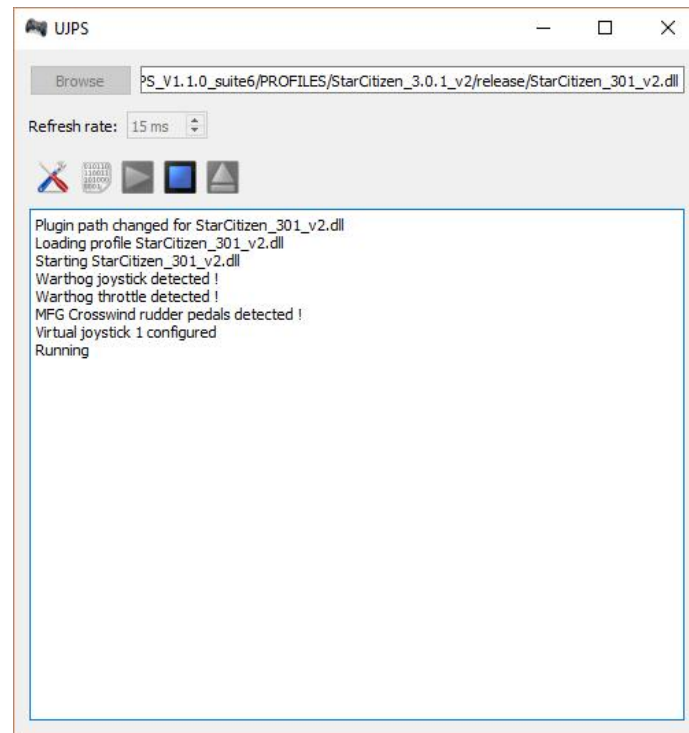 UJPS
Browse
PS_V1.1.0_suite6/PROFILES/StarCitizen_3.0.1_v2/release/StarCitizen_301_v2.dll
Refresh rate: 15 ms
Plugin path changed for StarCitizen_301_v2.dll
Loading profile StarCitizen_301_v2.dll
Starting StarCitizen_301_v2.dll
Warthog joystick detected !
Warthog throttle detected !
MFG Crosswind rudder pedals detected !
Virtual joystick 1 configured
Running